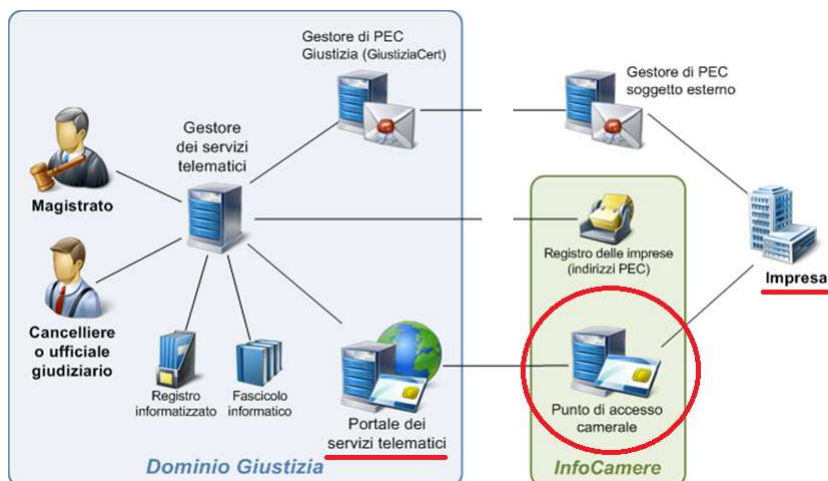 Gestore di PEC
Giustizia (GiustiziaCert)
Gestore di PEC
soggetto esterno
Gestore
dei servizi
telematici
Magistrato
Registro delle imprese
(indirizzi PEC)
Impresa
Cancelliere
o ufficiale
giudiziario
Registro
informatizzato
Fascicolo
informatico
Portale dei
servizi telematici
Punto di accesso
camerale
Dominio Giustizia
InfoCamere